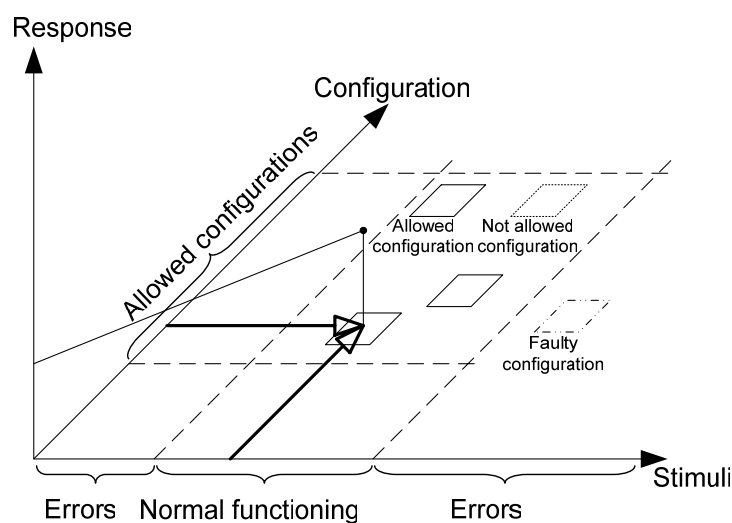 Response
Configuration
Allowed configurations
Allowed
configuration
Not allowed
configuration
Faulty
configuration
Stimuli
Errors
Normal functioning
Errors